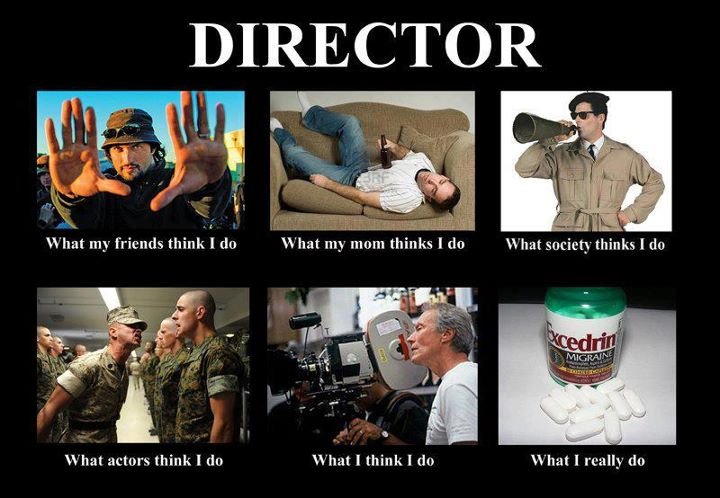 DIRECTOR
What my friends think I do
What my mom thinks I do
What society thinks I do
What actors think I do
What I think I do
What I really do
Excedrin
MIGRAINE